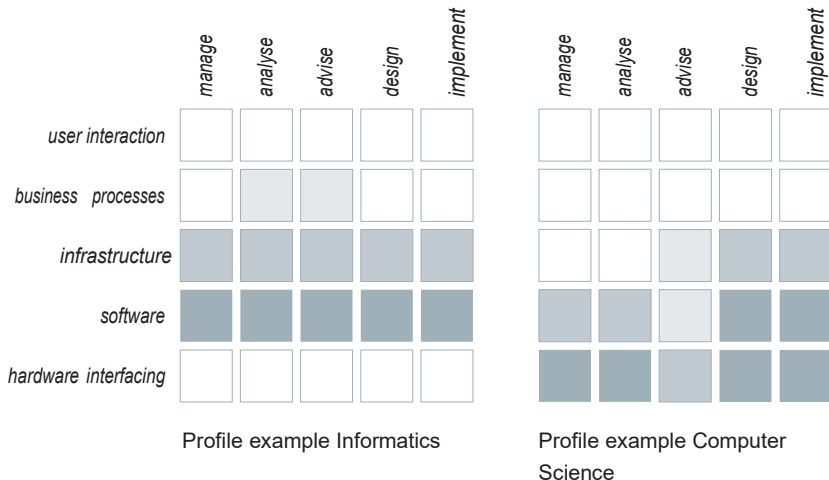 manage analyse advise design implement
manage analyse advise design implement
user interaction
business processes
infrastructure
software
hardware interfacing
Profile example Informatics
Profile example Computer
Science